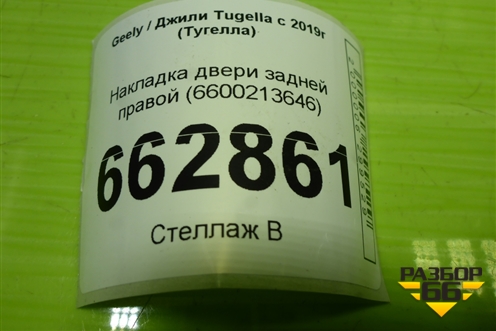 Geely / Джили Tugella с 2019г
(Тугелла)
Накладка двери задней
правой (6600213646)
662861
Стеллаж В
РАЗБОР
66